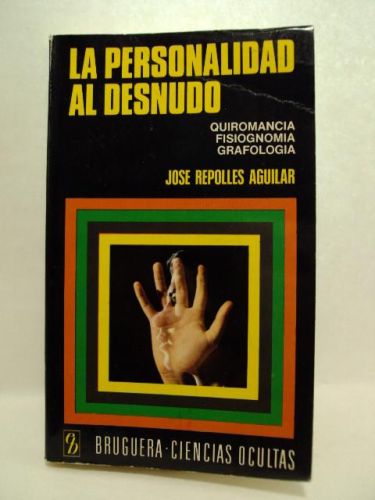 LA PERSONALIDAD
AL DESNUDO
QUIROMANCIA
FISIOGNOMIA
GRAFOLOGIA
JOSE REPOLLES AGUILAR
BRUGUERA·CIENCIAS OCULTAS